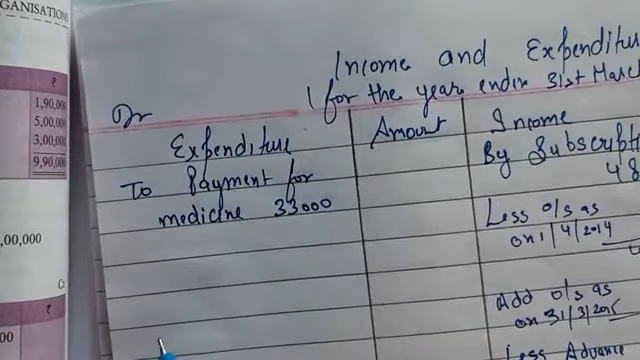 GANISATIONS
₹
1,90,000
5,00,000
3,00,000
9,90,000
,00,000
₹
00
Income and Expenditu
for the year endin 31st March
Dr
Expenditure
Amount
Income
To Payment for
medicine 33000
By Subscripti
48
Less o/s as
on 1/4/2014
Add o/s as
on 31/3/2015
Less Advance